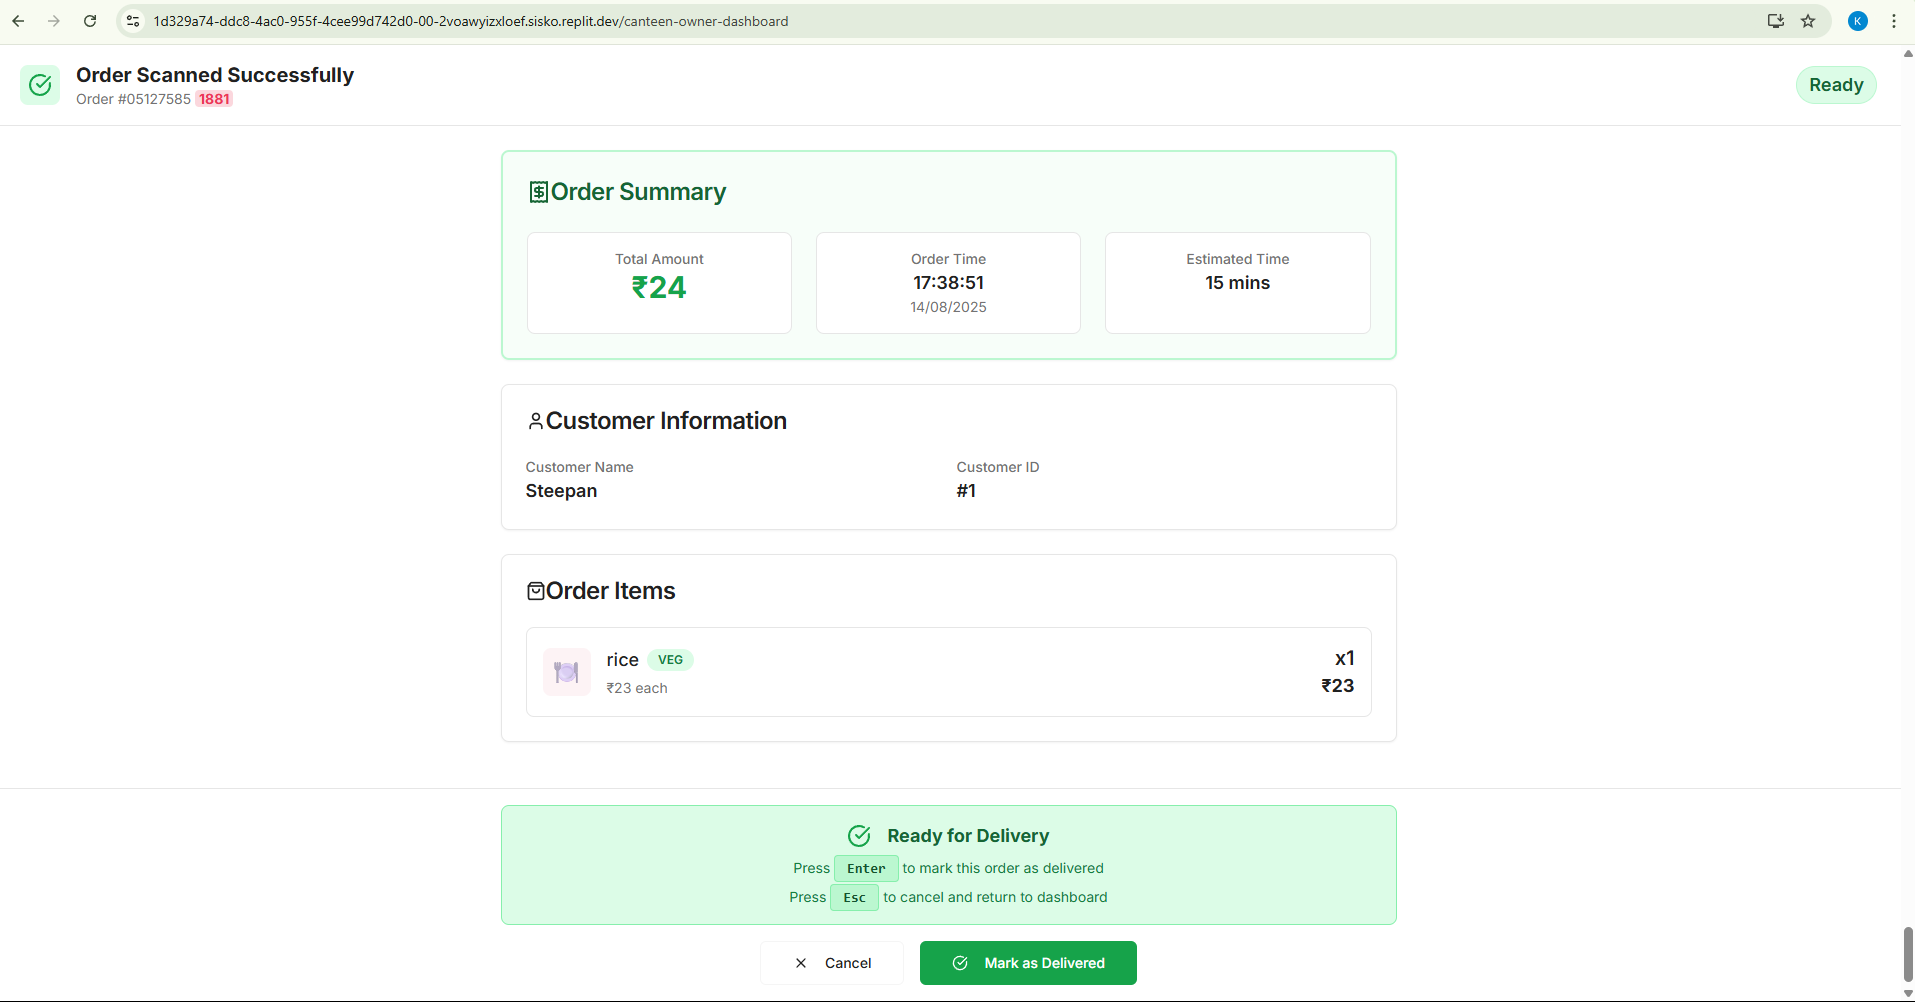 1d329a74-ddc8-4ac0-955f-4cee99d742d0-00-2voawyizxloef.sisko.replit.dev/canteen-owner-dashboard
K
Order Scanned Successfully
Order #05127585 1881
Ready
Order Summary
Total Amount
₹24
Order Time
17:38:51
14/08/2025
Estimated Time
15 mins
Customer Information
Customer Name
Steepan
Customer ID
#1
Order Items
rice VEG
₹23 each
x1
₹23
Ready for Delivery
Press Enter to mark this order as delivered
Press Esc to cancel and return to dashboard
Cancel
Mark as Delivered